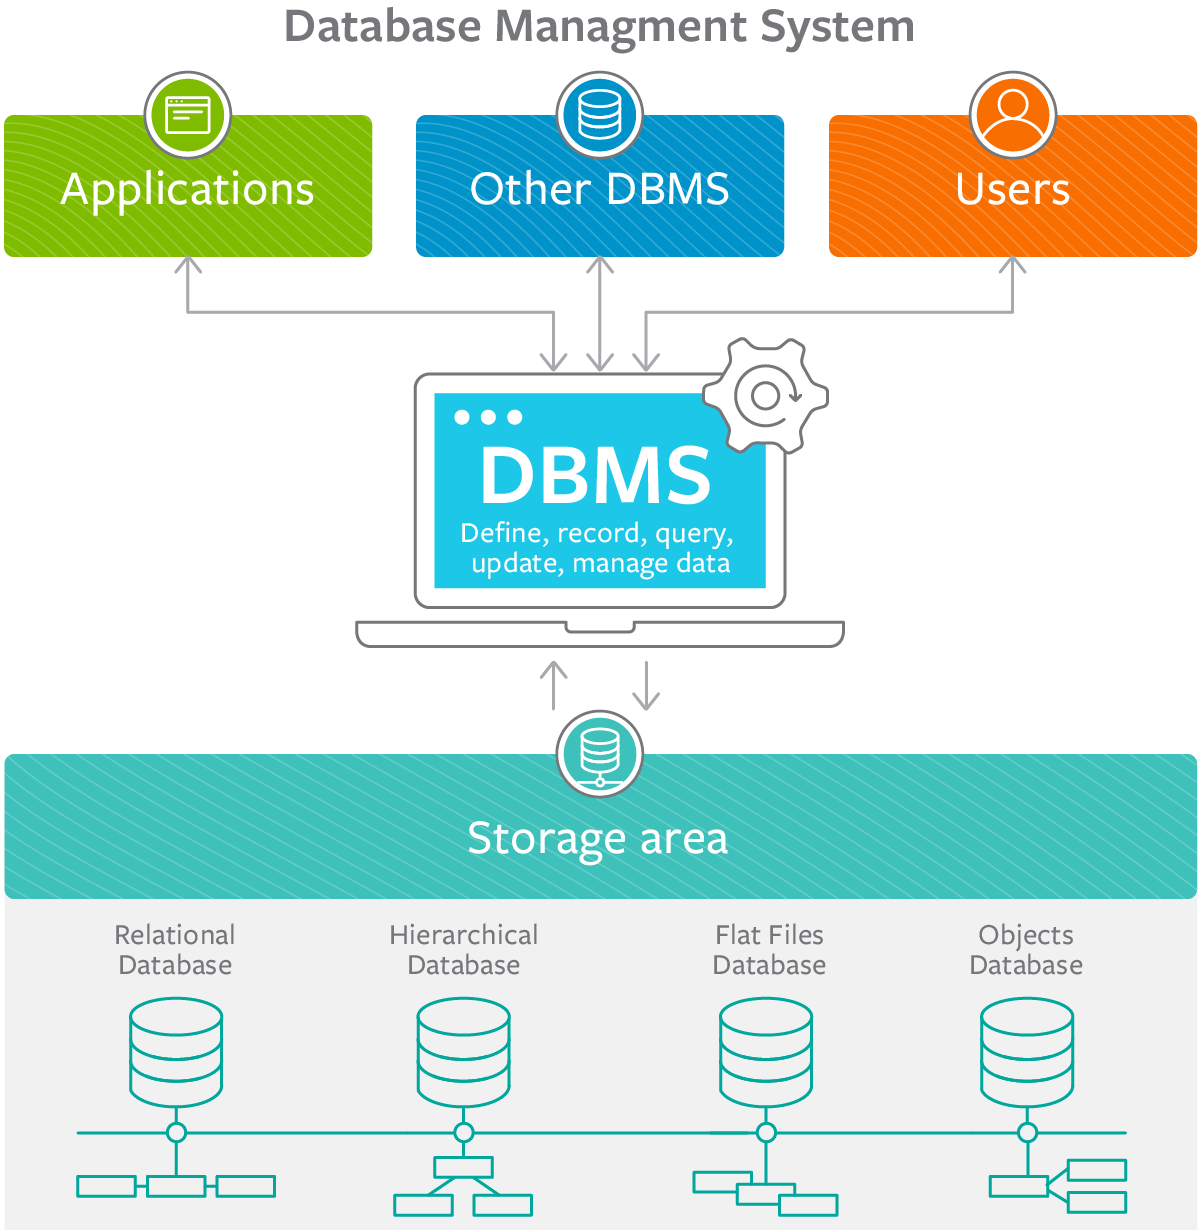 Database Managment System
Applications
Other DBMS
Users
DBMS
Define, record, query,
update, manage data
Storage area
Relational
Database
Hierarchical
Database
Flat Files
Database
Objects
Database